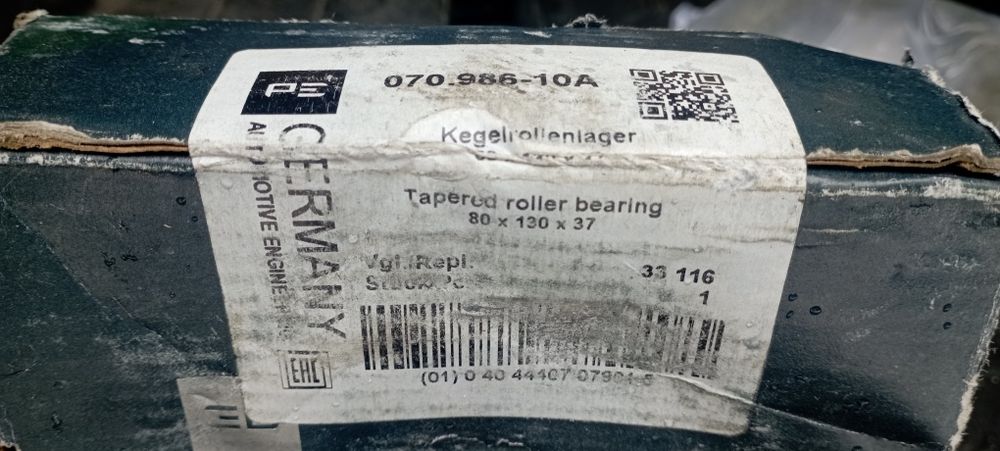 PE
070.986-10A
Kegelrollenlager
Tapered roller bearing
80 x 130 x 37
Vgl./Repl.
33 116
1
GERMANY
AUTOMOTIVE ENGINEERING
EAC